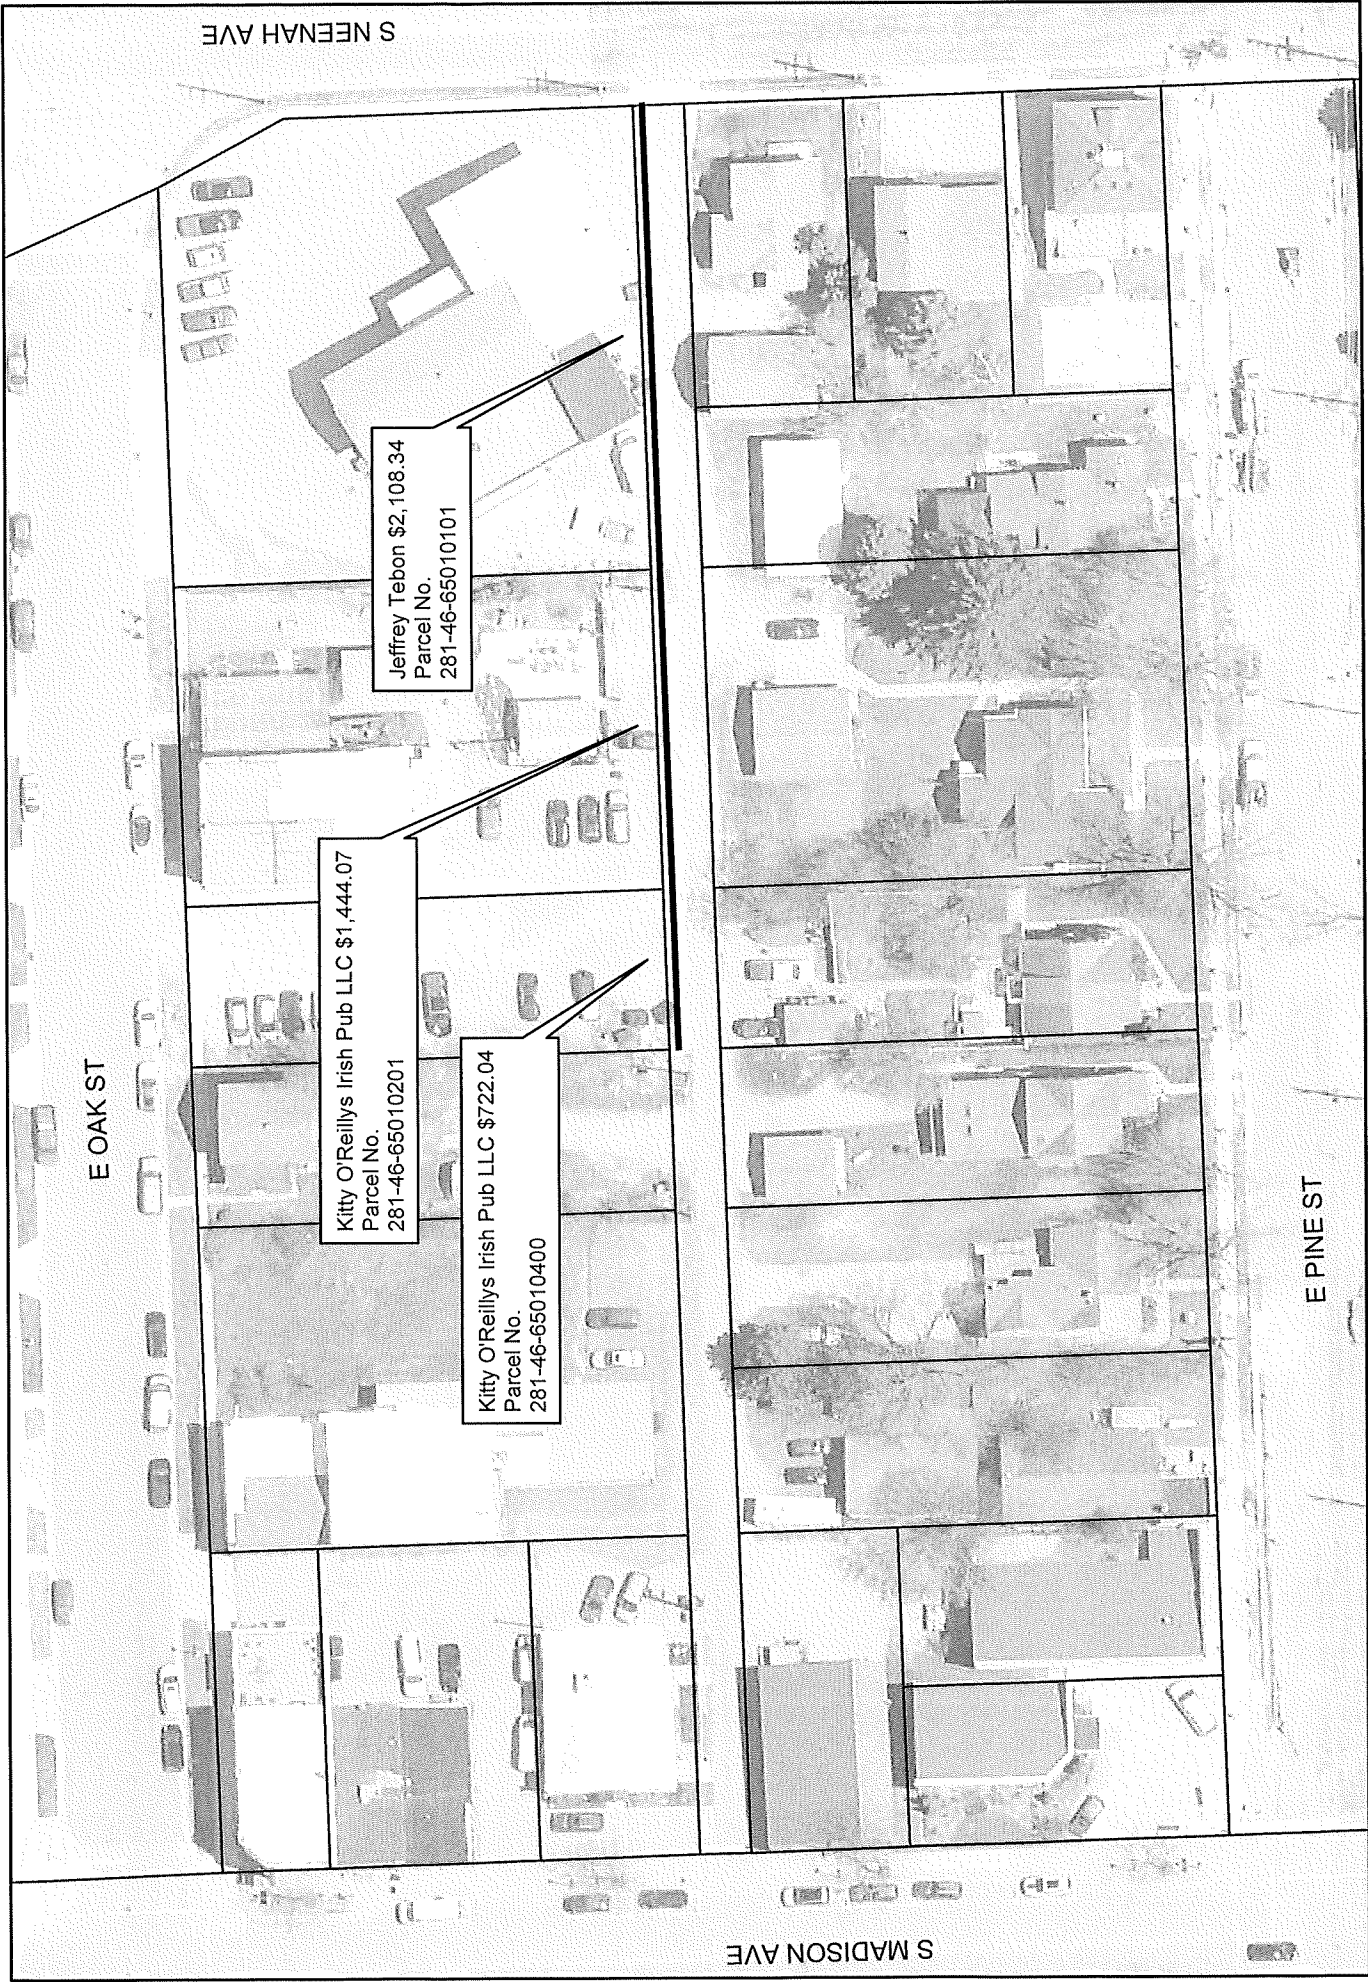 S NEENAH AVE
Jeffrey Tebon $2,108.34
Parcel No.
281-46-65010101
Kitty O'Reillys Irish Pub LLC $1,444.07
Parcel No.
281-46-65010201
Kitty O'Reillys Irish Pub LLC $722.04
Parcel No.
281-46-65010400
E OAK ST
E PINE ST
S MADISON AVE